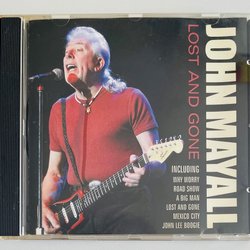 JOHN MAYALL
LOST AND GONE
INCLUDING
WHY WORRY
ROAD SHOW
A BIG MAN
LOST AND GONE
MEXICO CITY
JOHN LEE BOOGIE